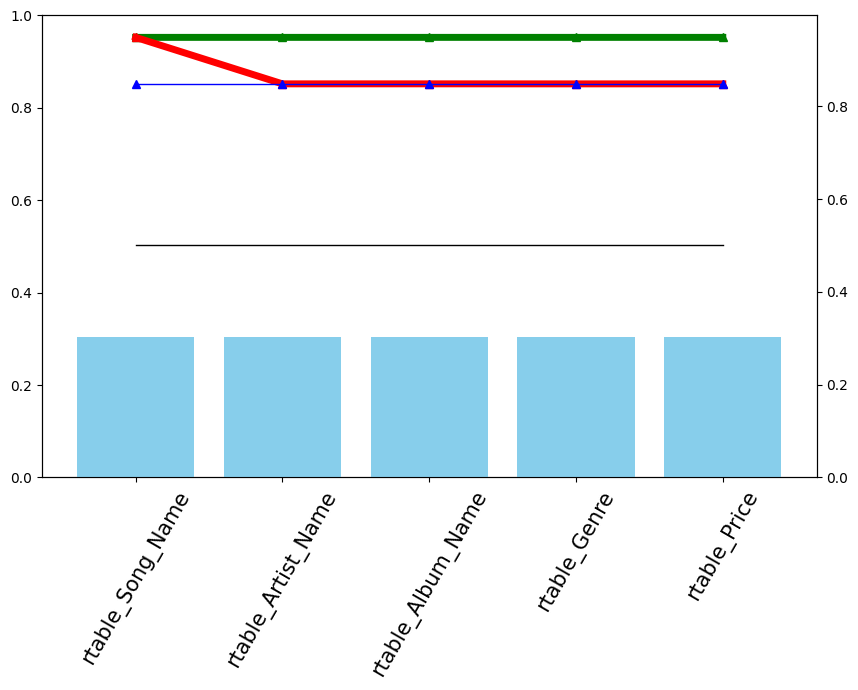 1.0
0.8
0.6
0.4
0.2
0.0
0.8
0.6
0.4
0.2
0.0
rtable_Song_Name
rtable_Artist_Name
rtable_Album_Name
rtable_Genre
rtable_Price